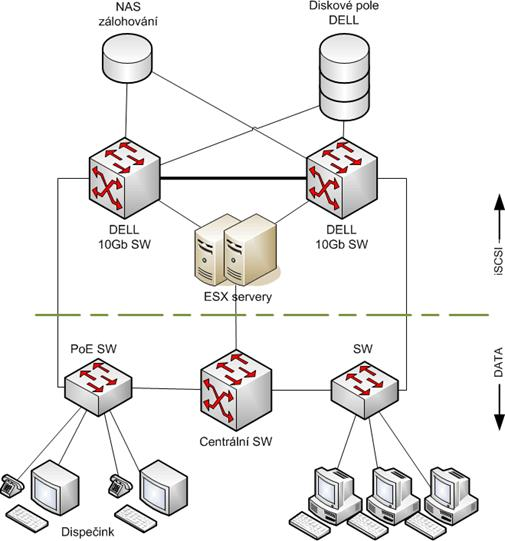 NAS
zálohování
Diskové pole
DELL
DELL
10Gb SW
DELL
10Gb SW
iSCSI
ESX servery
PoE SW
SW
DATA
Centrální SW
Dispečink